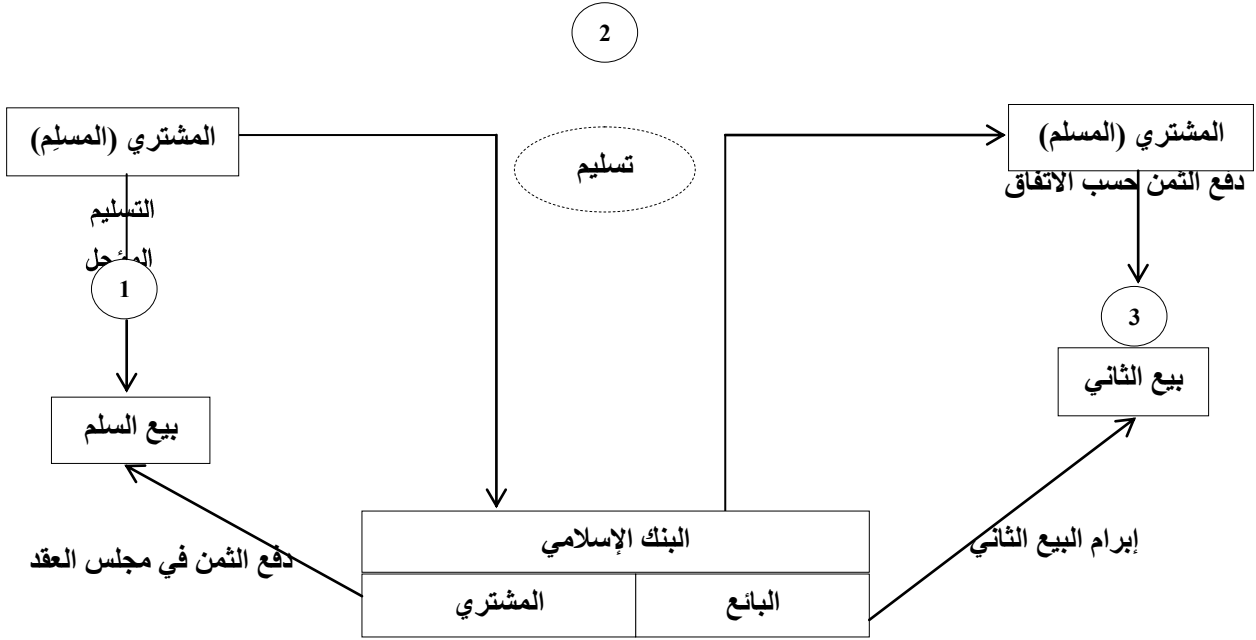 2
المشتري (المسلم)
تسليم
المشتري (المسلِم)
دفع الثمن حسب الاتفاق
التسليم
المؤجل
1
3
بيع الثاني
بيع السلم
البنك الإسلامي
إبرام البيع الثاني
دفع الثمن في مجلس العقد
البائع
المشتري